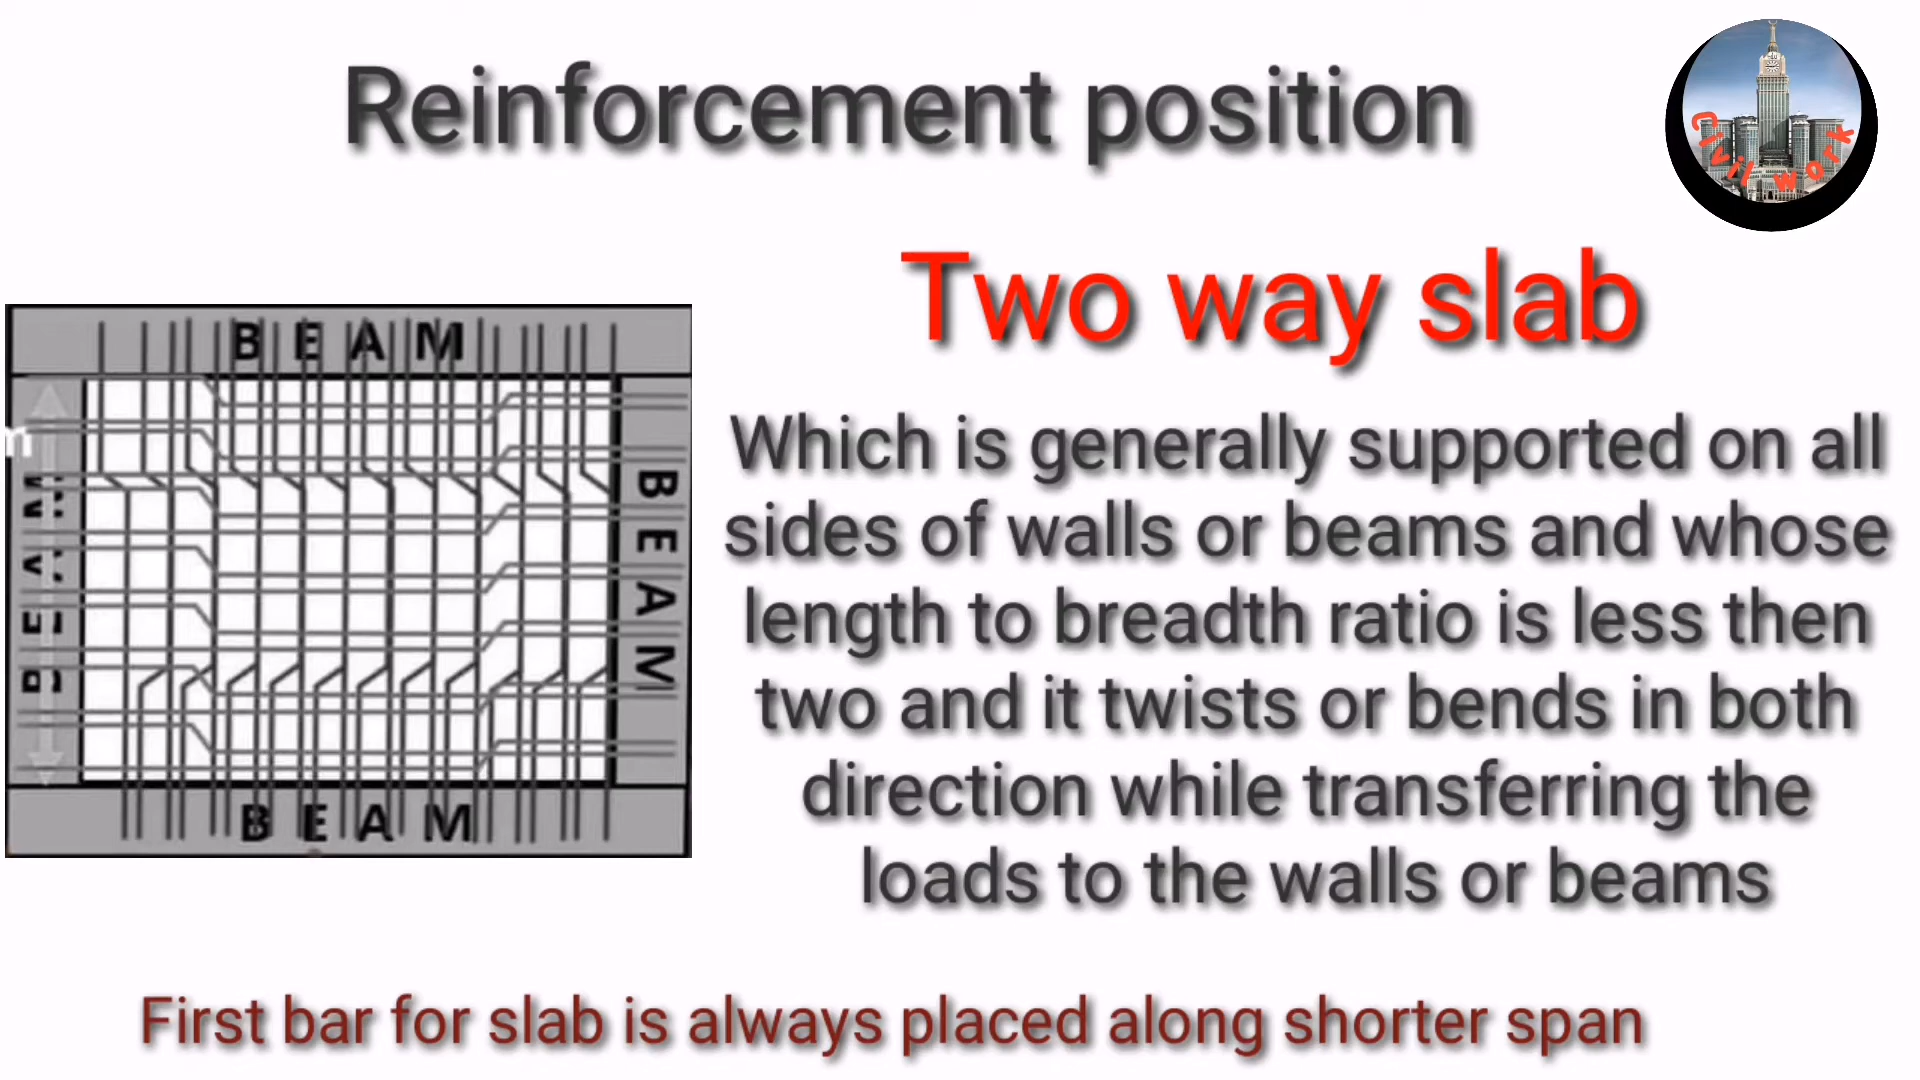 Reinforcement position
Civil work
Two way slab
BEAM
BEAM
BEAM
BEAM
Which is generally supported on all
sides of walls or beams and whose
length to breadth ratio is less then
two and it twists or bends in both
direction while transferring the
loads to the walls or beams
First bar for slab is always placed along shorter span